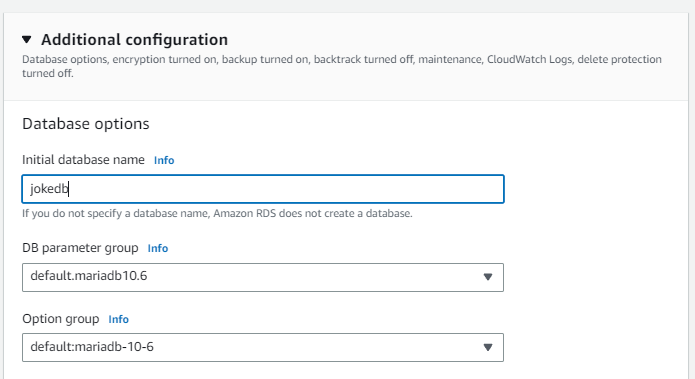 Additional configuration
Database options, encryption turned on, backup turned on, backtrack turned off, maintenance, CloudWatch Logs, delete protection
turned off.
Database options
Initial database name Info
jokedb
If you do not specify a database name, Amazon RDS does not create a database.
DB parameter group Info
default.mariadb10.6
Option group Info
default:mariadb-10-6